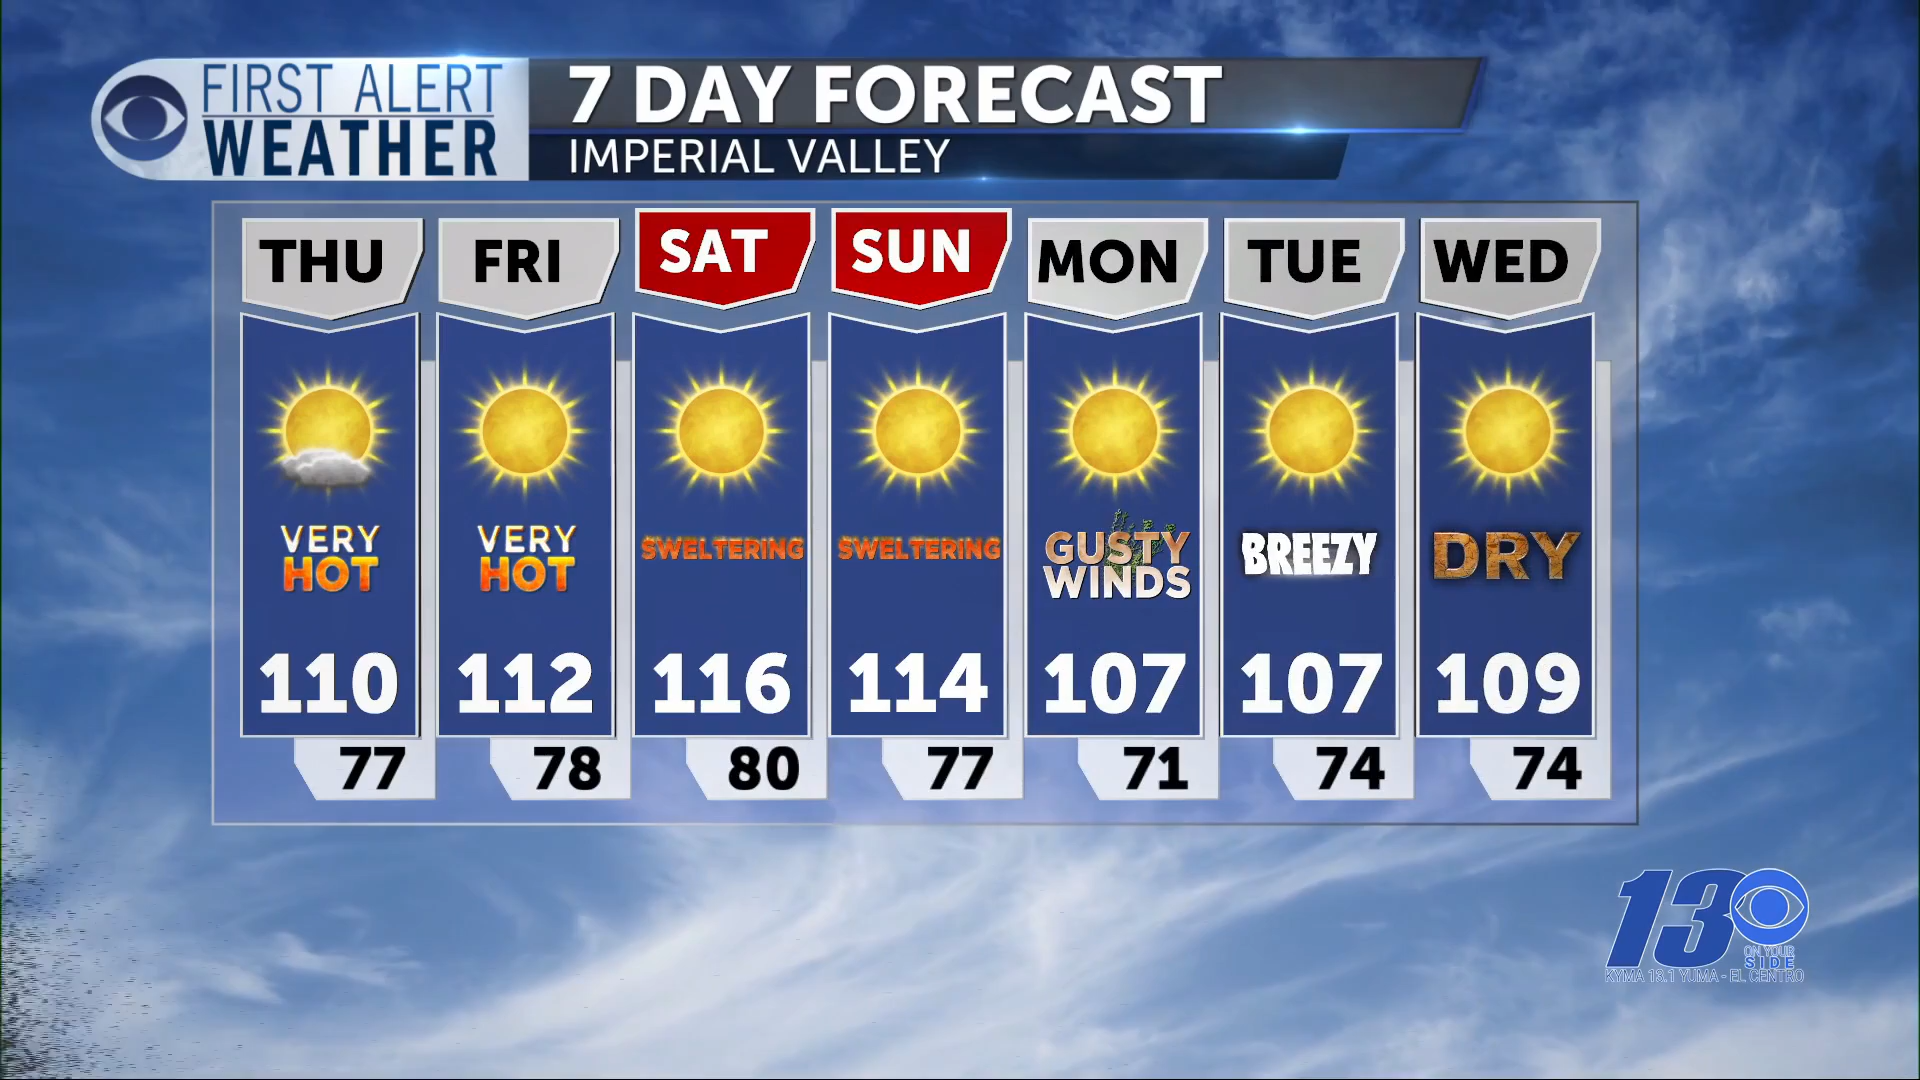 FIRST ALERT
WEATHER
7 DAY FORECAST
IMPERIAL VALLEY
THU
FRI
SAT
SUN
MON
TUE
WED
VERY
HOT
VERY
HOT
SWELTERING
SWELTERING
GUSTY
WINDS
BREEZY
DRY
110
112
116
114
107
107
109
77
78
80
77
71
74
74
13
ON YOUR
SIDE
KYMA 13.1 YUMA - EL CENTRO